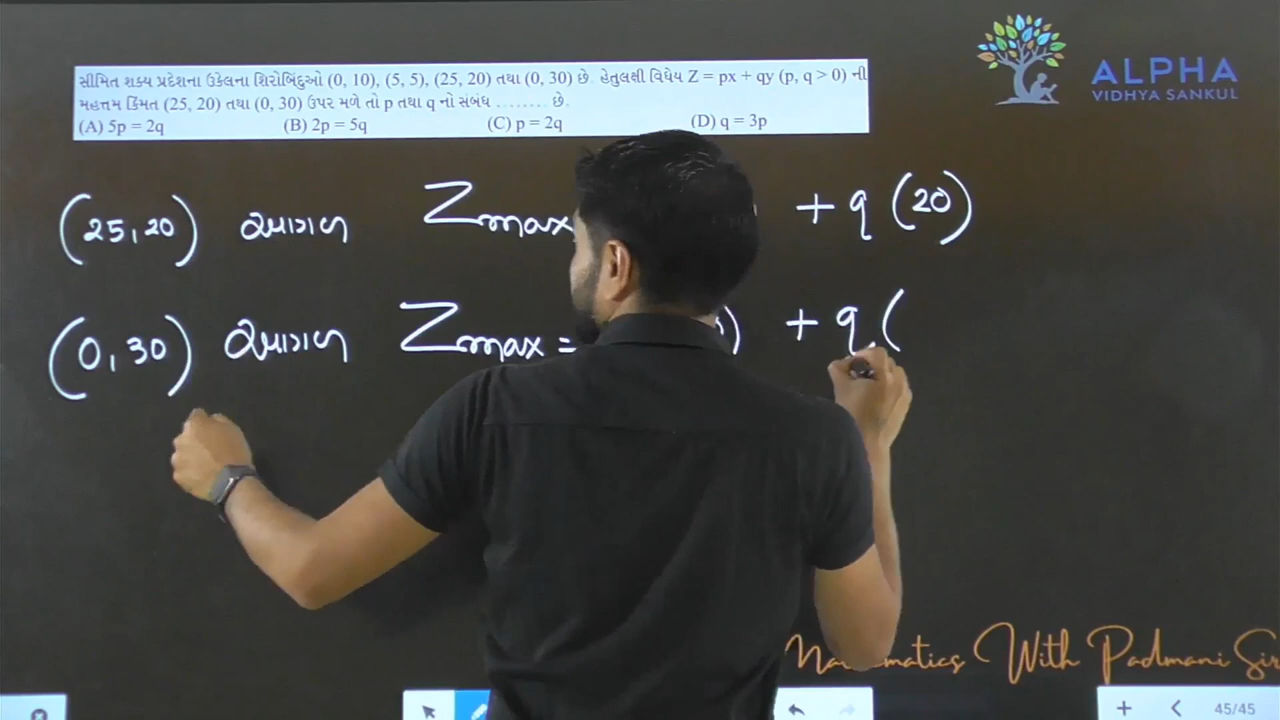 ALPHA
VIDHYA SANKUL
સીમિત શક્ય પ્રદેશના ઉકેલના શિરોબિંદુઓ (0, 10), (5, 5), (25, 20) તથા (0, 30) છે. હેતુલક્ષી વિધેય Z = px + qy (p, q > 0) ની
મહત્તમ કિંમત (25, 20) તથા (0, 30) ઉપર મળે તો p તથા q નો સંબંધ ........ છે.
(A) 5p = 2q (B) 2p = 5q (C) p = 2q (D) q = 3p
(25, 20) આગળ Zmax + q (20)
(0, 30) આગળ Zmax = ) + q (
Mathematics With Padmani Sir
45/45